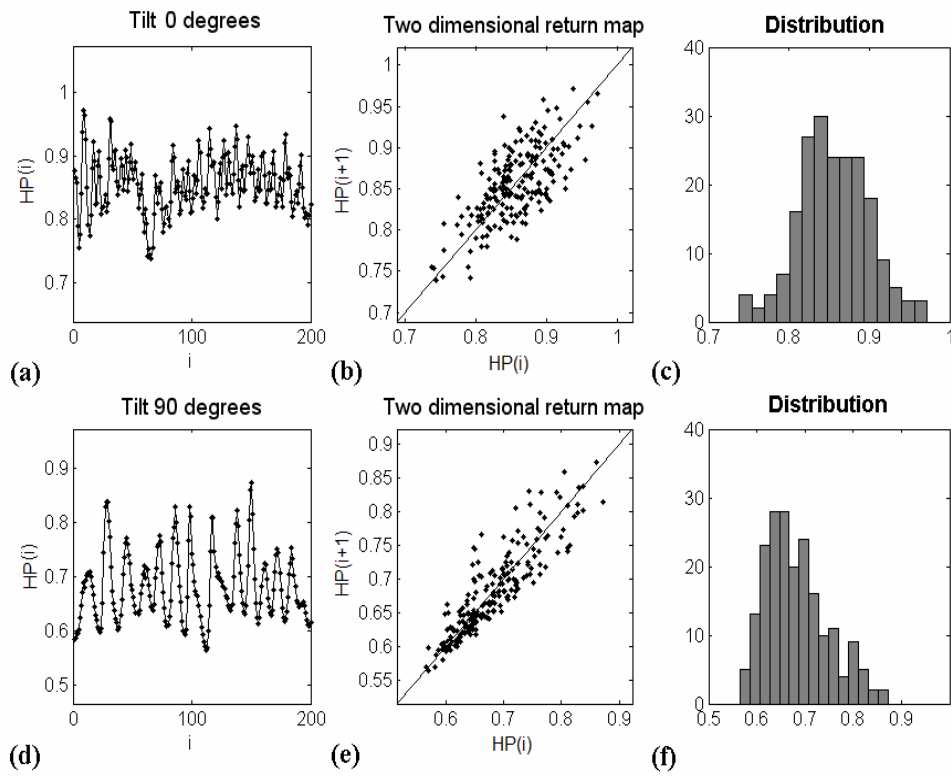 Tilt 0 degrees
HP(i)
1
0.9
0.8
0.7
0
100
200
i
(a)
Two dimensional return map
HP(i+1)
1
0.95
0.9
0.85
0.8
0.75
0.7
0.7
0.8
0.9
1
HP(i)
(b)
Distribution
40
30
20
10
0
0.7
0.8
0.9
1
(c)
Tilt 90 degrees
HP(i)
0.9
0.8
0.7
0.6
0.5
0
100
200
i
(d)
Two dimensional return map
HP(i+1)
0.9
0.85
0.8
0.75
0.7
0.65
0.6
0.55
0.6
0.7
0.8
0.9
HP(i)
(e)
Distribution
40
30
20
10
0
0.5
0.6
0.7
0.8
0.9
(f)